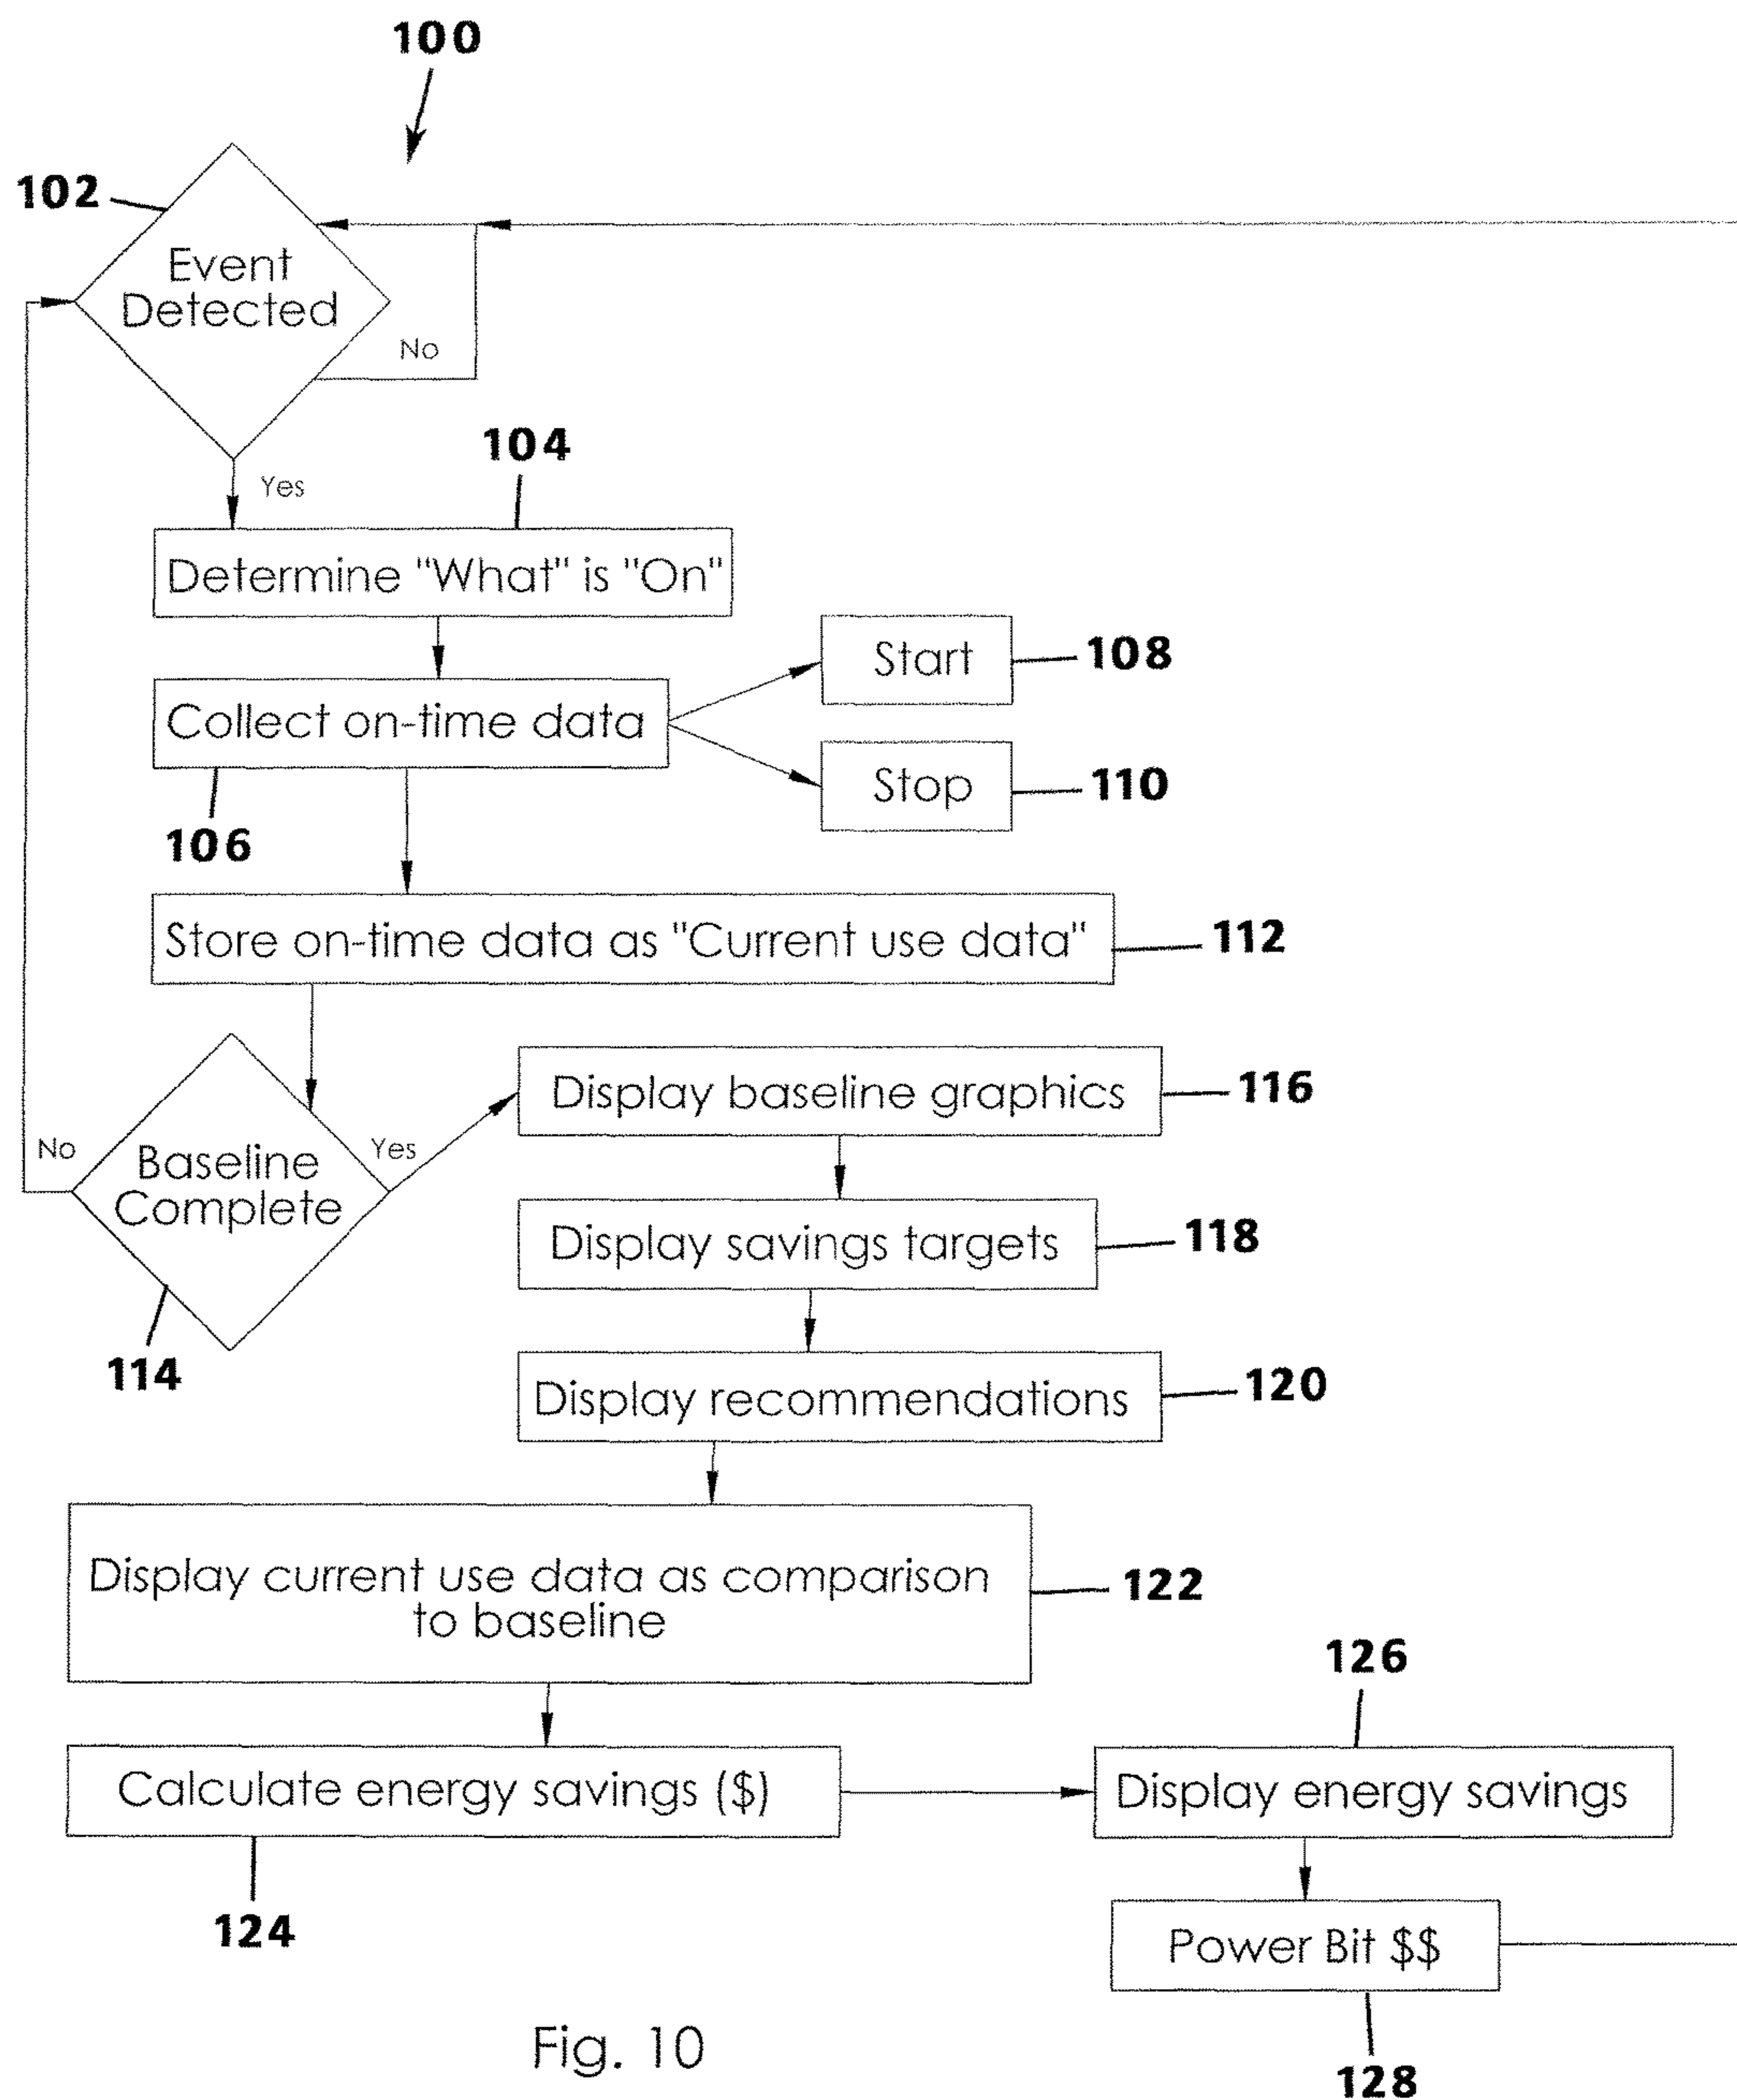 100
102
Event
Detected
No
Yes
104
Determine "What" is "On"
Start
108
Collect on-time data
Stop
110
106
Store on-time data as "Current use data"
112
Display baseline graphics
116
No
Baseline
Complete
Yes
Display savings targets
118
114
Display recommendations
120
Display current use data as comparison
to baseline
122
126
Calculate energy savings ($)
Display energy savings
124
Power Bit $$
128
Fig. 10